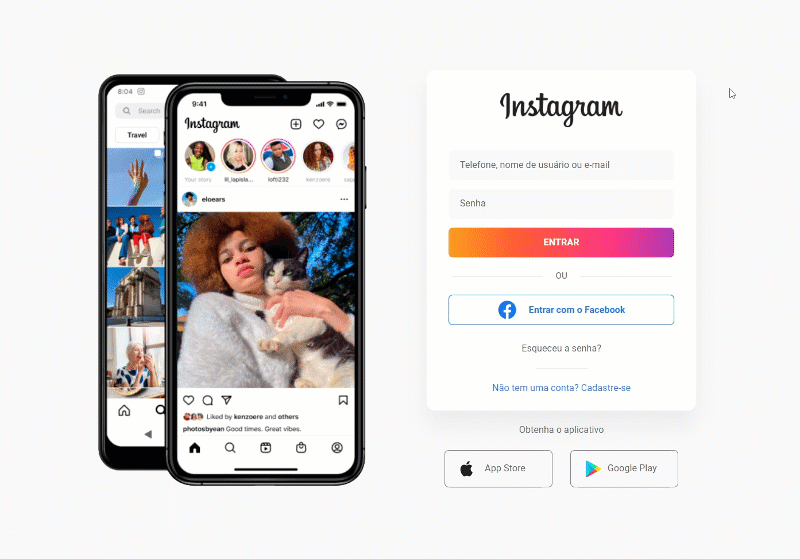 8:04
Search
Travel
9:41
Instagram
Your story
lil_lapisla...
lofti232
kenzoere
eloears
Liked by kenzoere and others
photosbyean Good times. Great vibes.
Instagram
Telefone, nome de usuário ou e-mail
Senha
ENTRAR
OU
Entrar com o Facebook
Esqueceu a senha?
Não tem uma conta? Cadastre-se
Obtenha o aplicativo
App Store
Google Play